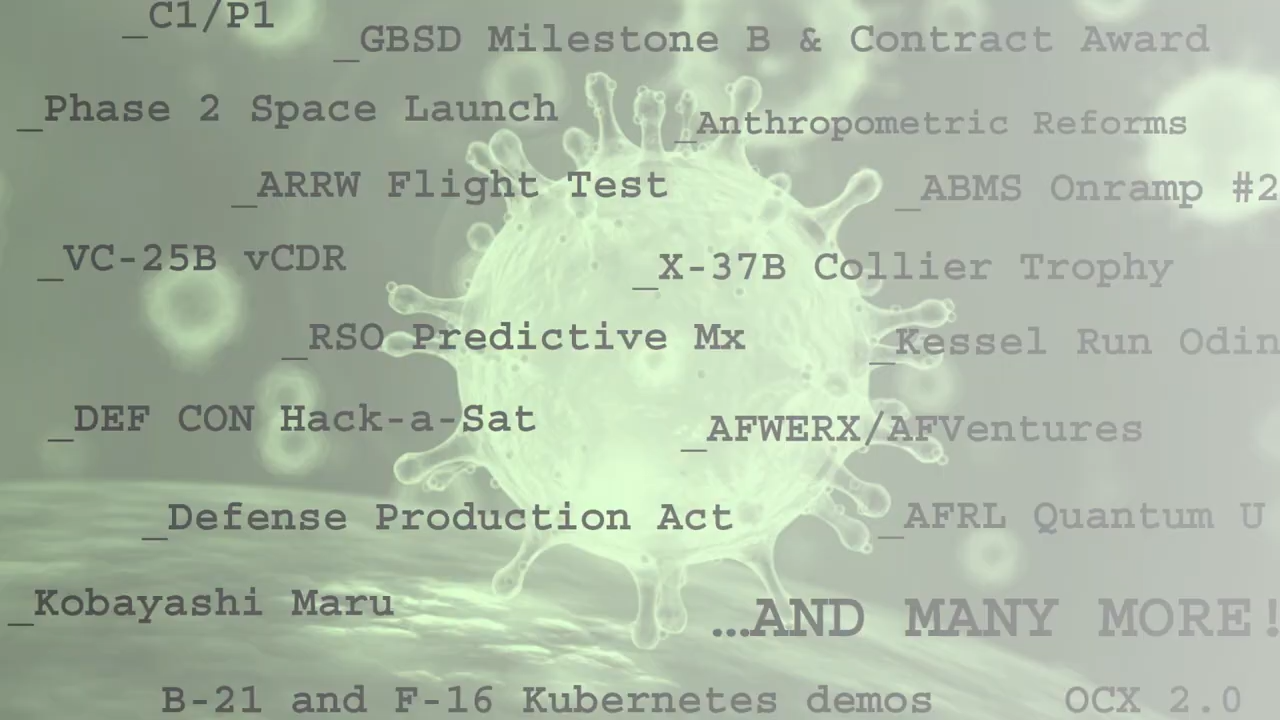 _C1/P1
_GBSD Milestone B & Contract Award
_Phase 2 Space Launch
_Anthropometric Reforms
_ARRW Flight Test
_ABMS Onramp #2
_VC-25B vCDR
_X-37B Collier Trophy
_RSO Predictive Mx
_Kessel Run Odin
_DEF CON Hack-a-Sat
_AFWERX/AFVentures
_Defense Production Act
_AFRL Quantum U
_Kobayashi Maru
…AND MANY MORE!
B-21 and F-16 Kubernetes demos
OCX 2.0